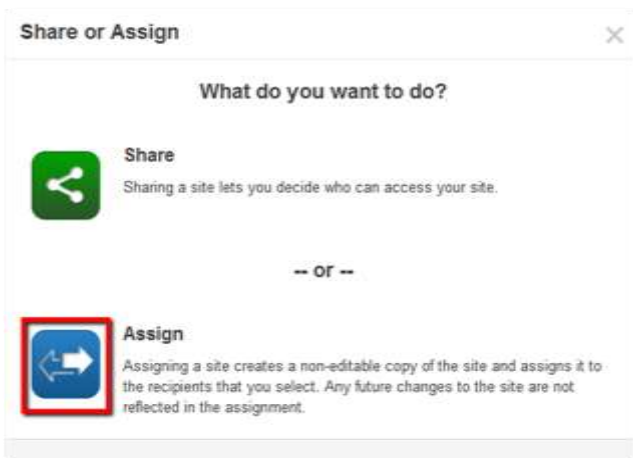 Share or Assign
What do you want to do?
Share
Sharing a site lets you decide who can access your site.
-- or --
Assign
Assigning a site creates a non-editable copy of the site and assigns it to
the recipients that you select. Any future changes to the site are not
reflected in the assignment.